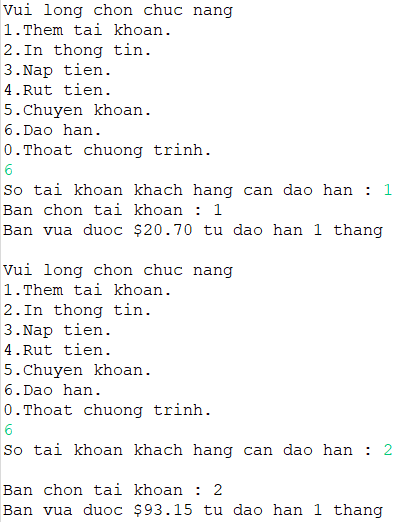 Vui long chon chuc nang
1.Them tai khoan.
2.In thong tin.
3.Nap tien.
4.Rut tien.
5.Chuyen khoan.
6.Dao han.
0.Thoat chuong trinh.
6
So tai khoan khach hang can dao han : 1
Ban chon tai khoan : 1
Ban vua duoc $20.70 tu dao han 1 thang
Vui long chon chuc nang
1.Them tai khoan.
2.In thong tin.
3.Nap tien.
4.Rut tien.
5.Chuyen khoan.
6.Dao han.
0.Thoat chuong trinh.
6
So tai khoan khach hang can dao han : 2
Ban chon tai khoan : 2
Ban vua duoc $93.15 tu dao han 1 thang